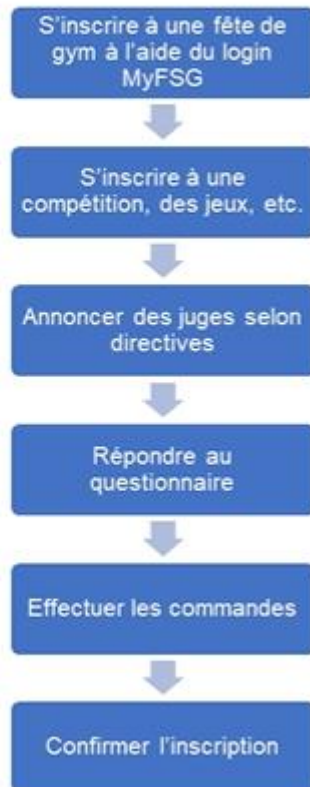 S’inscrire à une fête de
gym à l’aide du login
MyFSG
S’inscrire à une
compétition, des jeux, etc.
Annoncer des juges selon
directives
Répondre au
questionnaire
Effectuer les commandes
Confirmer l’inscription